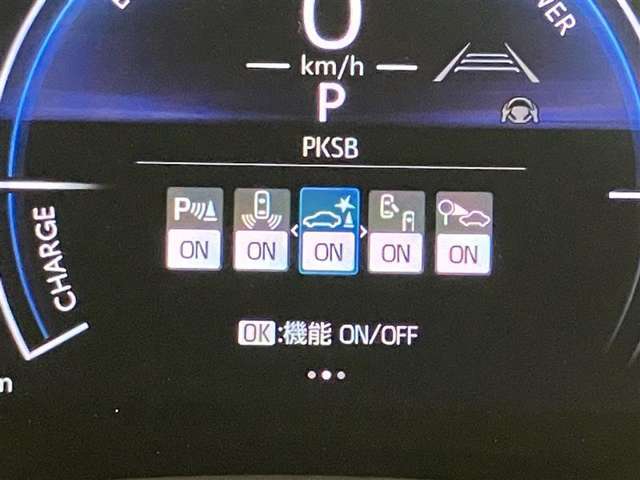 0
km/h
P
PKSB
P
ON ON ON ON ON
OK:機能 ON/OFF
CHARGE